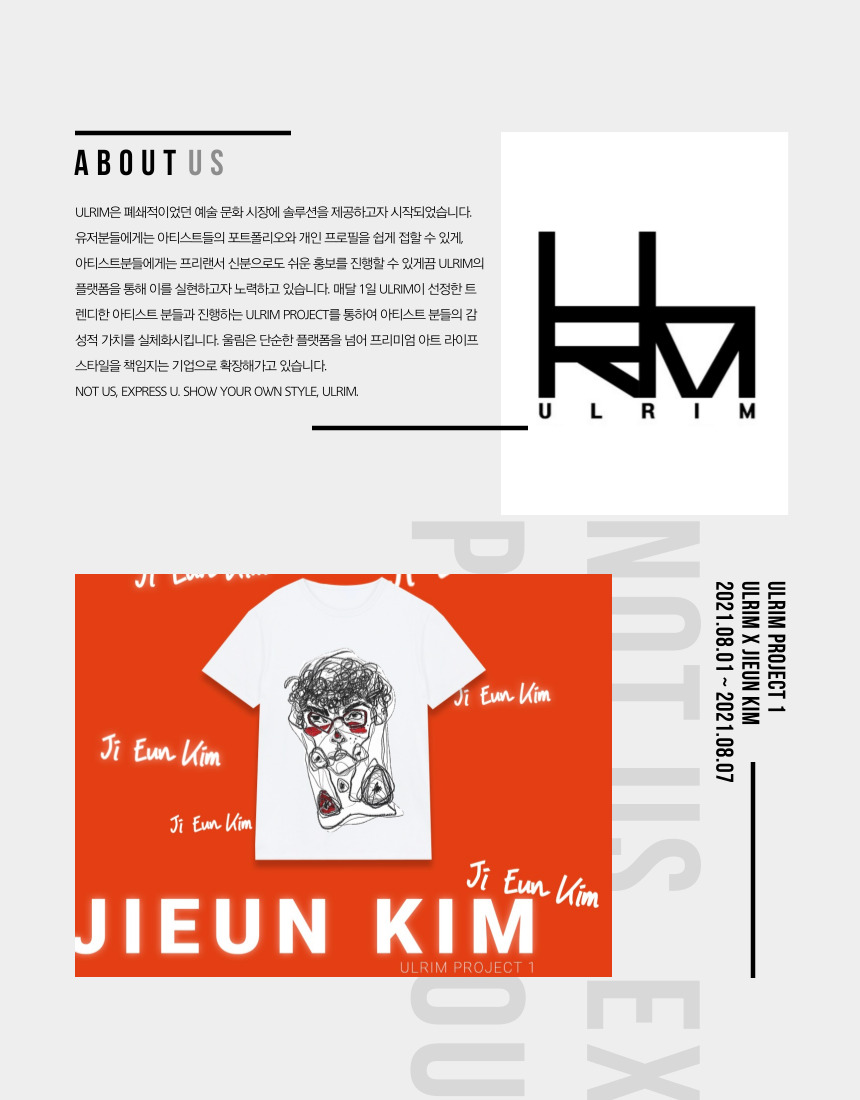 ABOUT US
ULRIM은 폐쇄적이었던 예술 문화 시장에 솔루션을 제공하고자 시작되었습니다.
유저분들에게는 아티스트들의 포트폴리오와 개인 프로필을 쉽게 접할 수 있게,
아티스트분들에게는 프리랜서 신분으로도 쉬운 홍보를 진행할 수 있게끔 ULRIM의
플랫폼을 통해 이를 실현하고자 노력하고 있습니다. 매달 1일 ULRIM이 선정한 트
렌디한 아티스트 분들과 진행하는 ULRIM PROJECT를 통하여 아티스트 분들의 감
성적 가치를 실체화시킵니다. 울림은 단순한 플랫폼을 넘어 프리미엄 아트 라이프
스타일을 책임지는 기업으로 확장해가고 있습니다.
NOT US, EXPRESS U. SHOW YOUR OWN STYLE, ULRIM.
ULRIM
ULRIM PROJECT 1
ULRIM X JIEUN KIM
2021.08.01 ~ 2021.08.07
NOT US EX
P OU
Ji Eun Kim
Ji Eun Kim
Ji Eun Kim
Ji Eun Kim
Ji Eun Kim
JIEUN KIM
ULRIM PROJECT 1